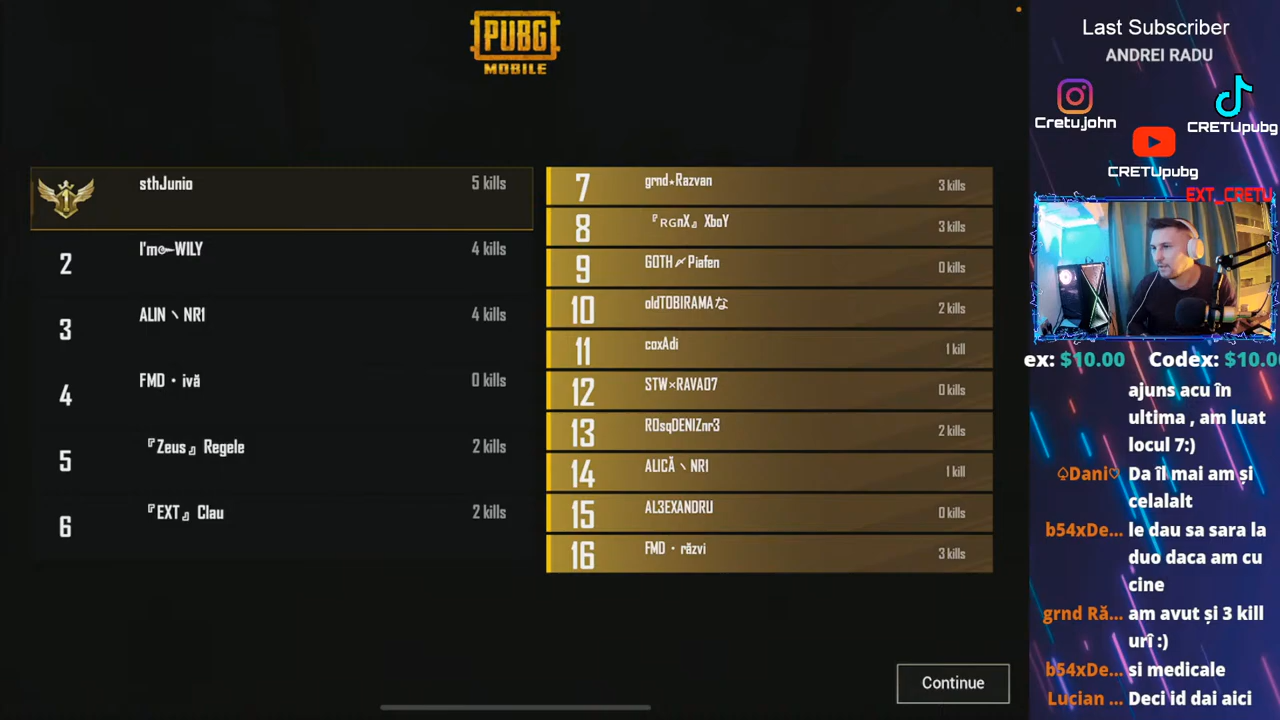 PUBG
MOBILE
sthJunio 5 kills
2 I'm⟜WILY 4 kills
3 ALIN丶NR1 4 kills
4 FMD・ivă 0 kills
5 『Zeus』Regele 2 kills
6 『EXT』Clau 2 kills
7 grnd★Razvan 3 kills
8 『ʀɢnX』XboY 3 kills
9 GOTH〆Piafen 0 kills
10 oldTOBIRAMAな 2 kills
11 coxAdi 1 kill
12 STW×RAVA07 0 kills
13 ROsqDENIZnr3 2 kills
14 ALICĂ丶NR1 1 kill
15 AL3EXANDRU 0 kills
16 FMD・răzvi 3 kills
Continue
Last Subscriber
ANDREI RADU
Cretu.john
CRETUpubg
CRETUpubg
EXT_CRETU
ex: $10.00 Codex: $10.0
ajuns acu în
ultima , am luat
locul 7:)
♤Dani♡ Da îl mai am și
celalalt
b54xDe... le dau sa sara la
duo daca am cu
cine
grnd Ră... am avut și 3 kill
urî :)
b54xDe... si medicale
Lucian ... Deci id dai aici